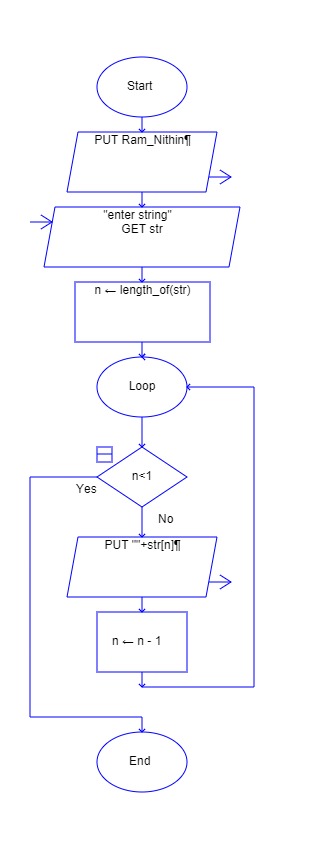 Start
PUT Ram_Nithin¶
"enter string"
GET str
n ← length_of(str)
Loop
n<1
Yes
No
PUT ""+str[n]¶
n ← n - 1
End